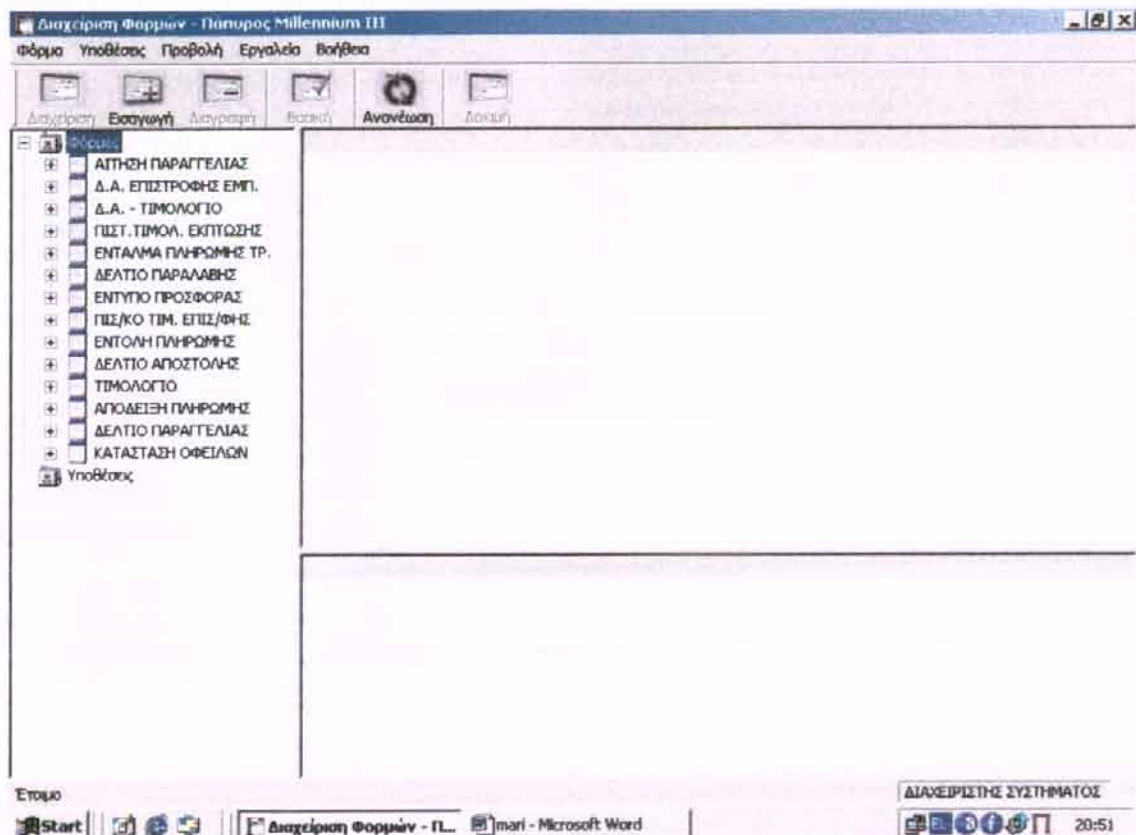 Διαχείριση Φορμών - Πάπυρος Millennium III
Φόρμα Υποθέσεις Προβολή Εργαλεία Βοήθεια
Διαχείριση Εισαγωγή Διαγραφή Βασική Ανανέωση Δοκιμή
Φόρμες
ΑΙΤΗΣΗ ΠΑΡΑΓΓΕΛΙΑΣ
Δ.Α. ΕΠΙΣΤΡΟΦΗΣ ΕΜΠ.
Δ.Α. - ΤΙΜΟΛΟΓΙΟ
ΠΙΣΤ.ΤΙΜΟΛ. ΕΚΠΤΩΣΗΣ
ΕΝΤΑΛΜΑ ΠΛΗΡΩΜΗΣ ΤΡ.
ΔΕΛΤΙΟ ΠΑΡΑΛΑΒΗΣ
ΕΝΤΥΠΟ ΠΡΟΣΦΟΡΑΣ
ΠΙΣ/ΚΟ ΤΙΜ. ΕΠΙΣ/ΦΗΣ
ΕΝΤΟΛΗ ΠΛΗΡΩΜΗΣ
ΔΕΛΤΙΟ ΑΠΟΣΤΟΛΗΣ
ΤΙΜΟΛΟΓΙΟ
ΑΠΟΔΕΙΞΗ ΠΛΗΡΩΜΗΣ
ΔΕΛΤΙΟ ΠΑΡΑΓΓΕΛΙΑΣ
ΚΑΤΑΣΤΑΣΗ ΟΦΕΙΛΩΝ
Υποθέσεις
Έτοιμο ΔΙΑΧΕΙΡΙΣΤΗΣ ΣΥΣΤΗΜΑΤΟΣ
Start Διαχείριση Φορμών - Π... mari - Microsoft Word 20:51